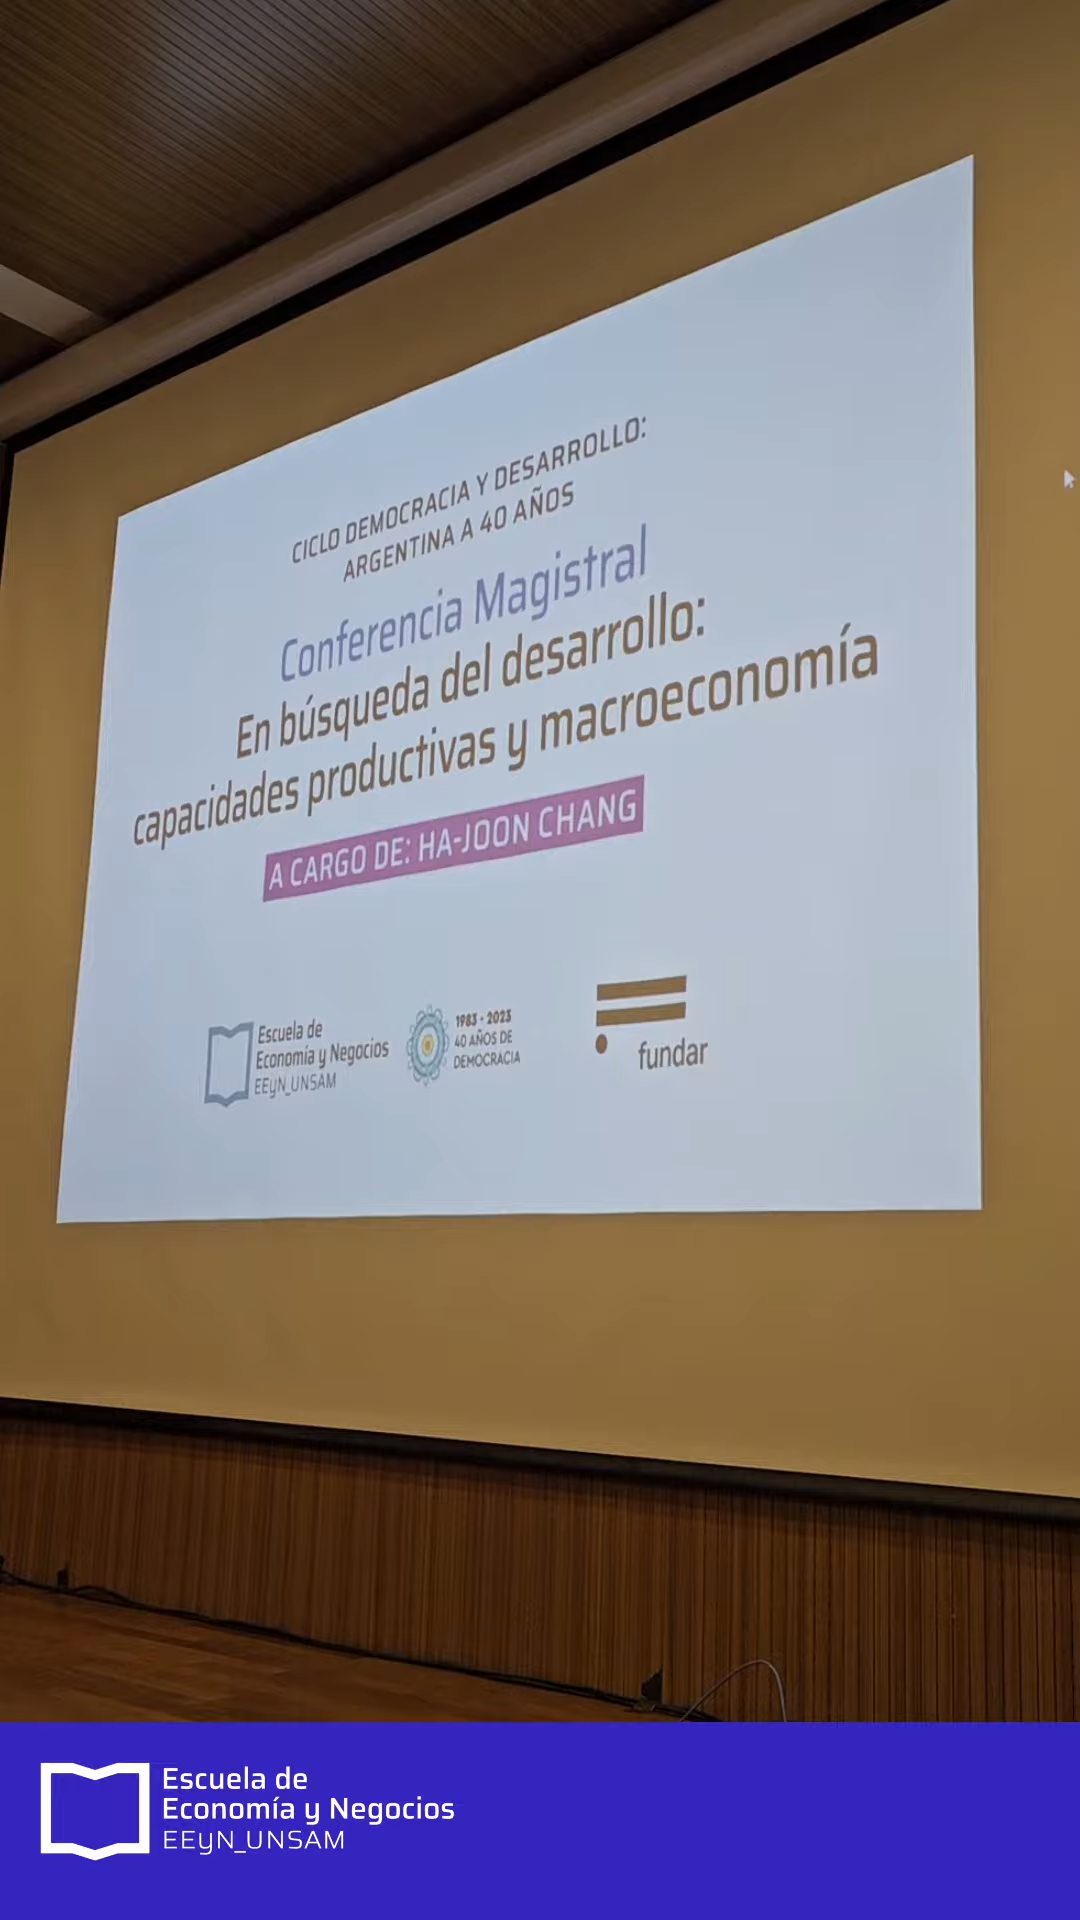 CICLO DEMOCRACIA Y DESARROLLO:
ARGENTINA A 40 AÑOS
Conferencia Magistral
En búsqueda del desarrollo:
capacidades productivas y macroeconomía
A CARGO DE: HA-JOON CHANG
Escuela de
Economía y Negocios
EEyN_UNSAM
1983 - 2023
40 AÑOS DE
DEMOCRACIA
fundar
Escuela de
Economía y Negocios
EEyN_UNSAM